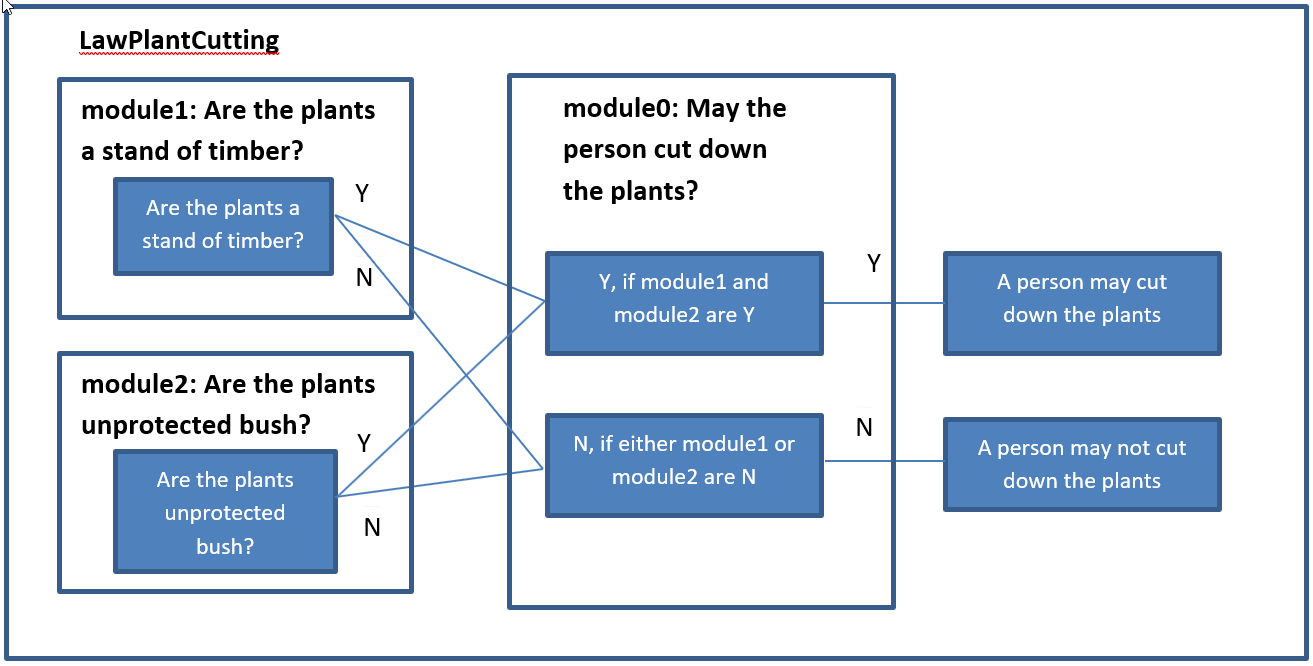 LawPlantCutting
module1: Are the plants
a stand of timber?
Are the plants a
stand of timber?
Y
N
module2: Are the plants
unprotected bush?
Are the plants
unprotected
bush?
Y
N
module0: May the
person cut down
the plants?
Y, if module1 and
module2 are Y
N, if either module1 or
module2 are N
Y
N
A person may cut
down the plants
A person may not cut
down the plants